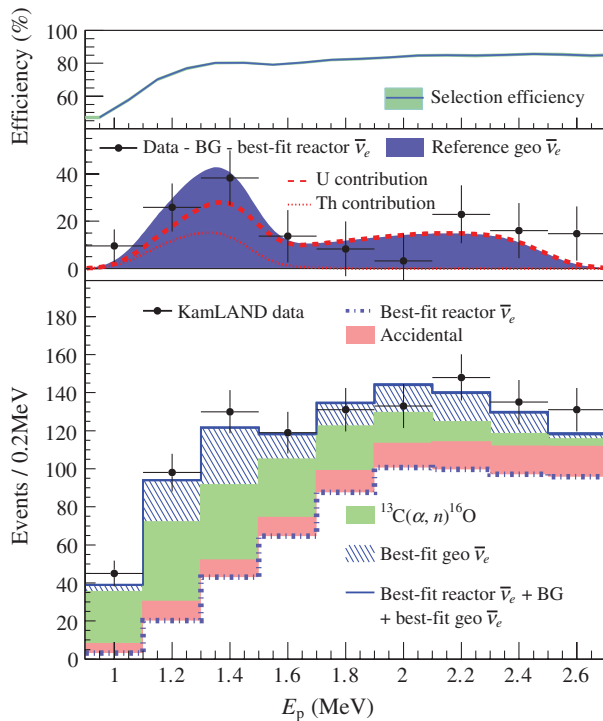 Efficiency (%)
80
60
40
Selection efficiency
Data - BG - best-fit reactor ν̅ₑ
Reference geo ν̅ₑ
U contribution
Th contribution
40
20
0
KamLAND data
Best-fit reactor ν̅ₑ
Accidental
¹³C(α, n)¹⁶O
Best-fit geo ν̅ₑ
Best-fit reactor ν̅ₑ + BG
+ best-fit geo ν̅ₑ
Events / 0.2MeV
180
160
140
120
100
80
60
40
20
0
1 1.2 1.4 1.6 1.8 2 2.2 2.4 2.6
Eₚ (MeV)